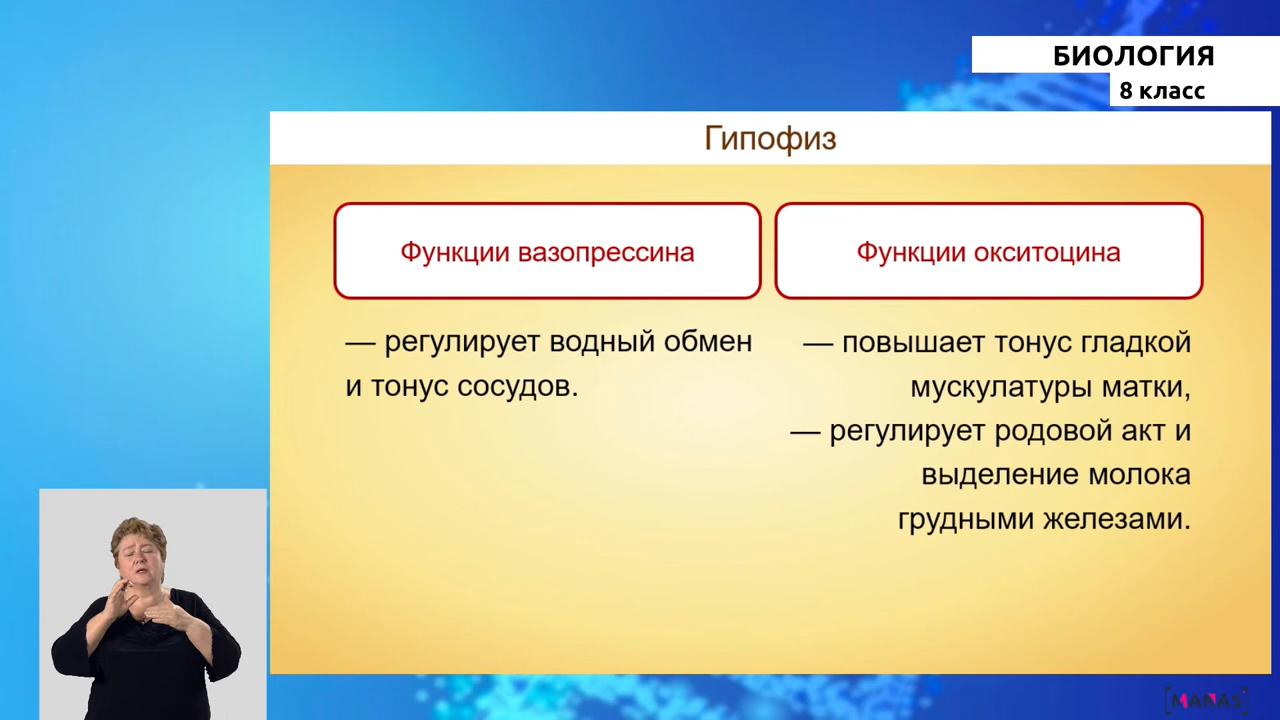 БИОЛОГИЯ
8 класс
Гипофиз
Функции вазопрессина
— регулирует водный обмен
и тонус сосудов.
Функции окситоцина
— повышает тонус гладкой
мускулатуры матки,
— регулирует родовой акт и
выделение молока
грудными железами.
MANAS